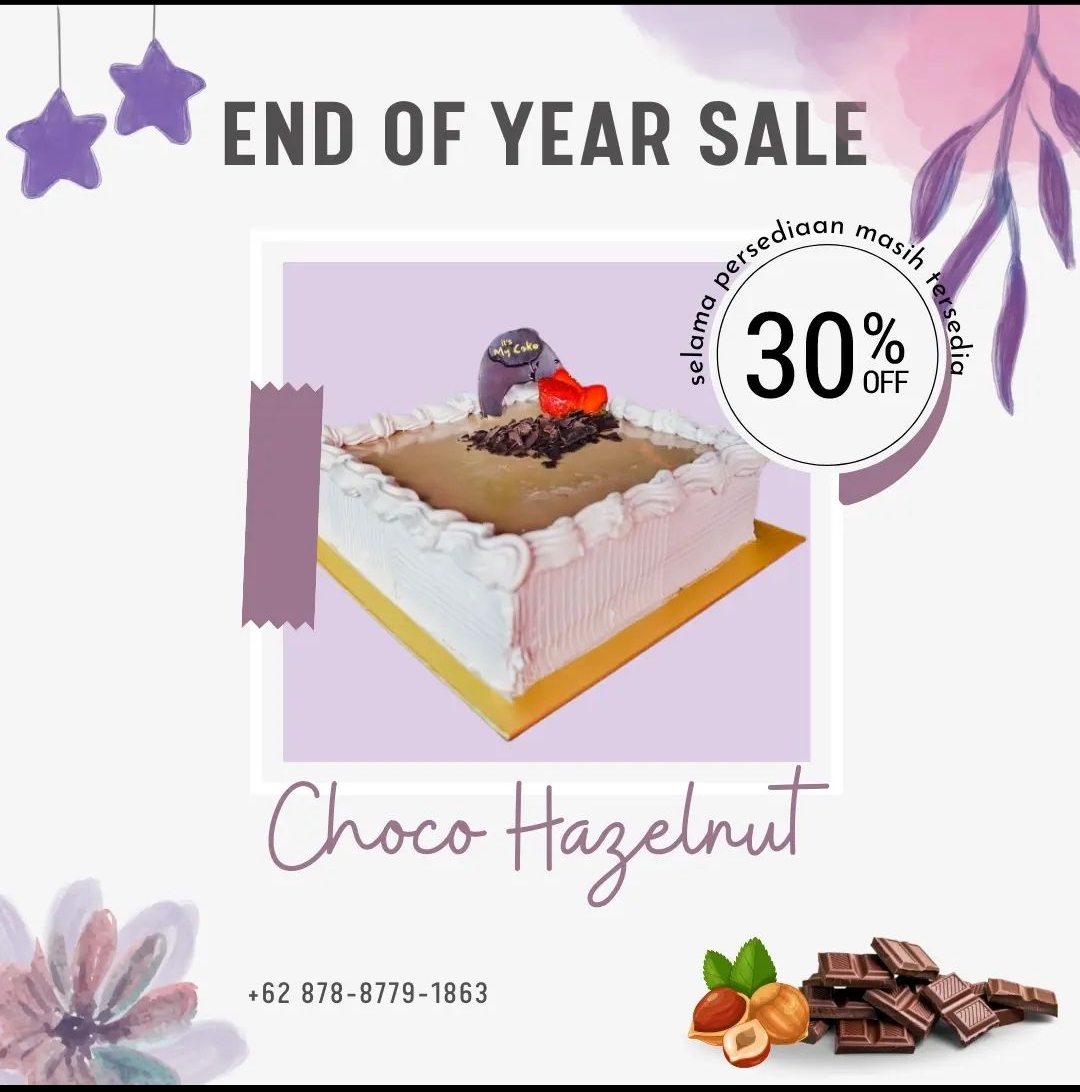 END OF YEAR SALE
selama persediaan masih tersedia
30%
OFF
it's
My Cake
Choco Hazelnut
+62 878-8779-1863